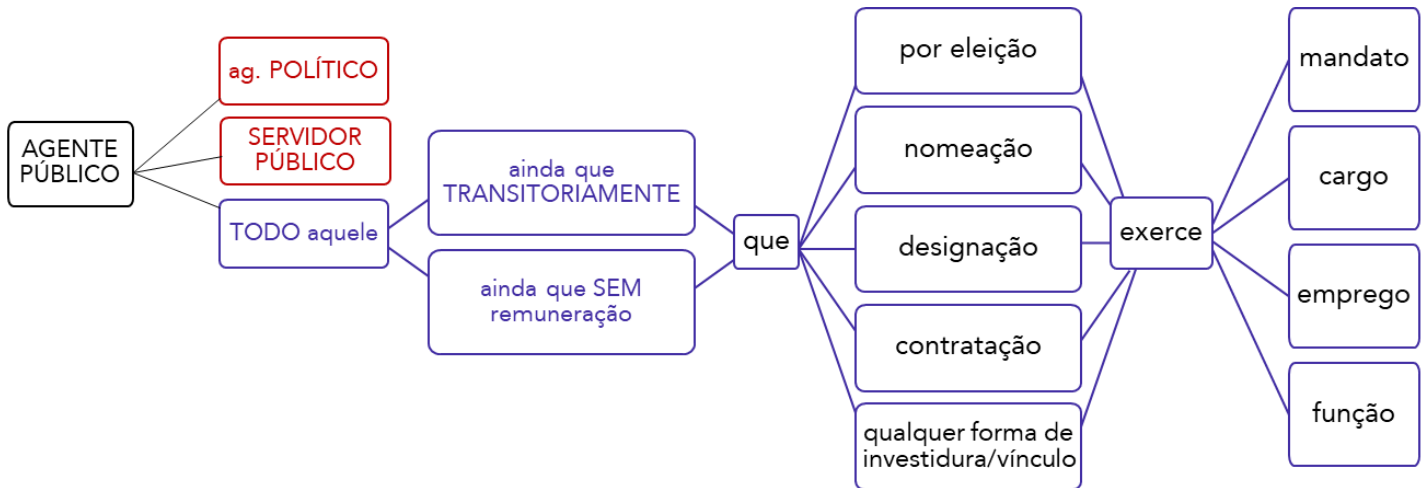 AGENTE
PÚBLICO
ag. POLÍTICO
SERVIDOR
PÚBLICO
TODO aquele
ainda que
TRANSITORIAMENTE
ainda que SEM
remuneração
que
por eleição
nomeação
designação
contratação
qualquer forma de
investidura/vínculo
exerce
mandato
cargo
emprego
função